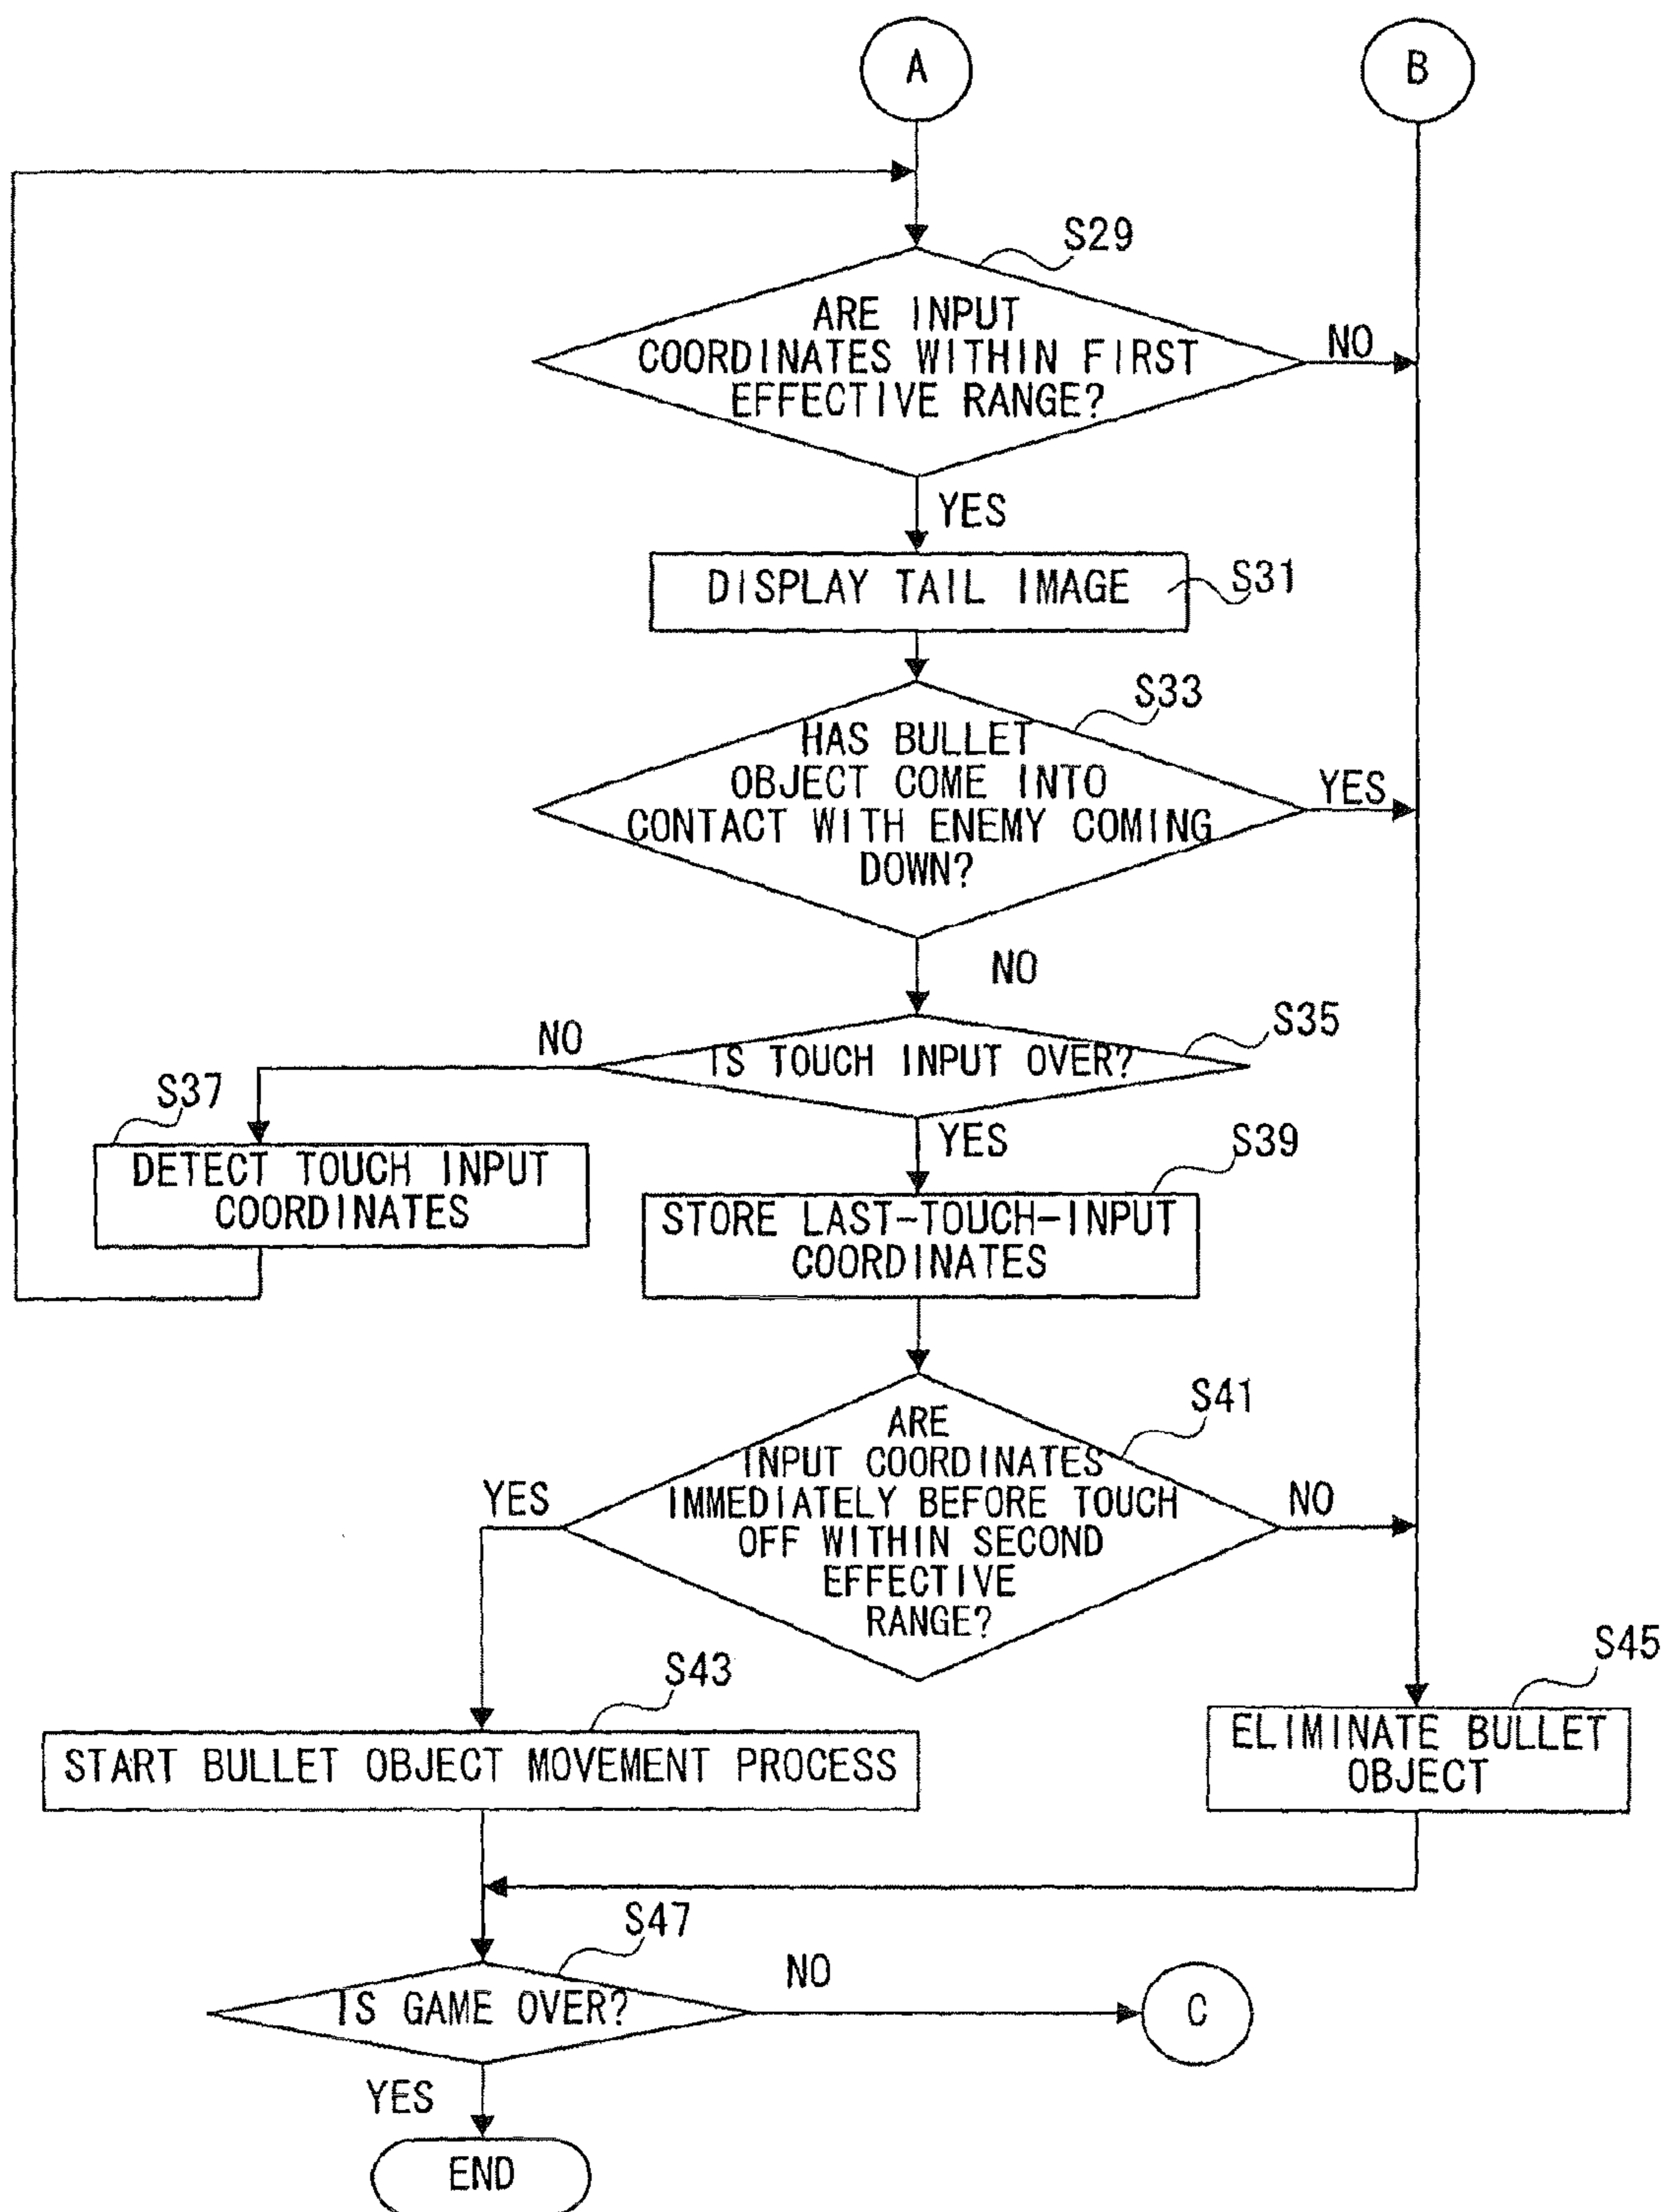 A
B
S29
ARE INPUT
COORDINATES WITHIN FIRST
EFFECTIVE RANGE?
NO
YES
DISPLAY TAIL IMAGE
S31
S33
HAS BULLET
OBJECT COME INTO
CONTACT WITH ENEMY COMING
DOWN?
YES
NO
S35
IS TOUCH INPUT OVER?
NO
S37
DETECT TOUCH INPUT
COORDINATES
YES
S39
STORE LAST-TOUCH-INPUT
COORDINATES
S41
ARE
INPUT COORDINATES
IMMEDIATELY BEFORE TOUCH
OFF WITHIN SECOND
EFFECTIVE
RANGE?
YES
NO
S43
START BULLET OBJECT MOVEMENT PROCESS
S45
ELIMINATE BULLET
OBJECT
S47
IS GAME OVER?
NO
C
YES
END